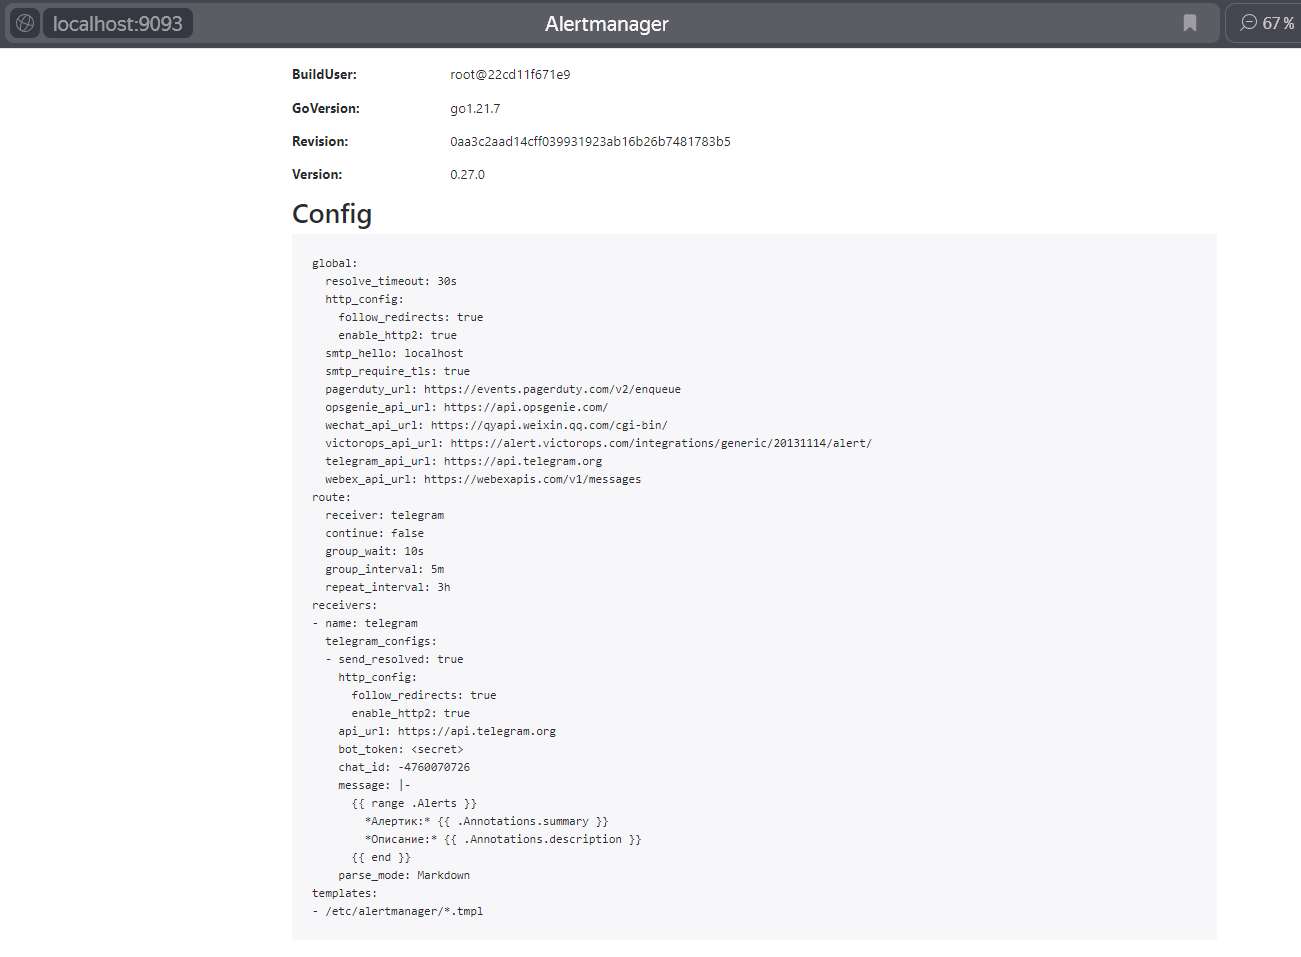 localhost:9093
Alertmanager
67 %
BuildUser: root@22cd11f671e9
GoVersion: go1.21.7
Revision: 0aa3c2aad14cff039931923ab16b26b7481783b5
Version: 0.27.0
Config
global:
  resolve_timeout: 30s
  http_config:
    follow_redirects: true
    enable_http2: true
  smtp_hello: localhost
  smtp_require_tls: true
  pagerduty_url: https://events.pagerduty.com/v2/enqueue
  opsgenie_api_url: https://api.opsgenie.com/
  wechat_api_url: https://qyapi.weixin.qq.com/cgi-bin/
  victorops_api_url: https://alert.victorops.com/integrations/generic/20131114/alert/
  telegram_api_url: https://api.telegram.org
  webex_api_url: https://webexapis.com/v1/messages
route:
  receiver: telegram
  continue: false
  group_wait: 10s
  group_interval: 5m
  repeat_interval: 3h
receivers:
- name: telegram
  telegram_configs:
  - send_resolved: true
    http_config:
      follow_redirects: true
      enable_http2: true
    api_url: https://api.telegram.org
    bot_token: <secret>
    chat_id: -4760070726
    message: |-
      {{ range .Alerts }}
        *Алертик:* {{ .Annotations.summary }}
        *Описание:* {{ .Annotations.description }}
      {{ end }}
    parse_mode: Markdown
templates:
- /etc/alertmanager/*.tmpl